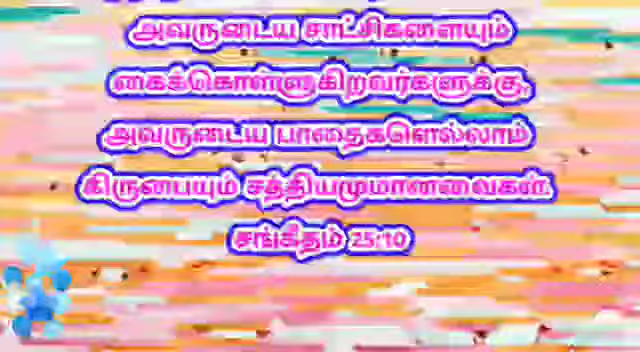 அவருடைய சாட்சிகளையும்
கைக்கொள்ளுகிறவர்களுக்கு,
அவருடைய பாதைகளெல்லாம்
கிருபையும் சத்தியமுமானவைகள்.
சங்கீதம் 25:10